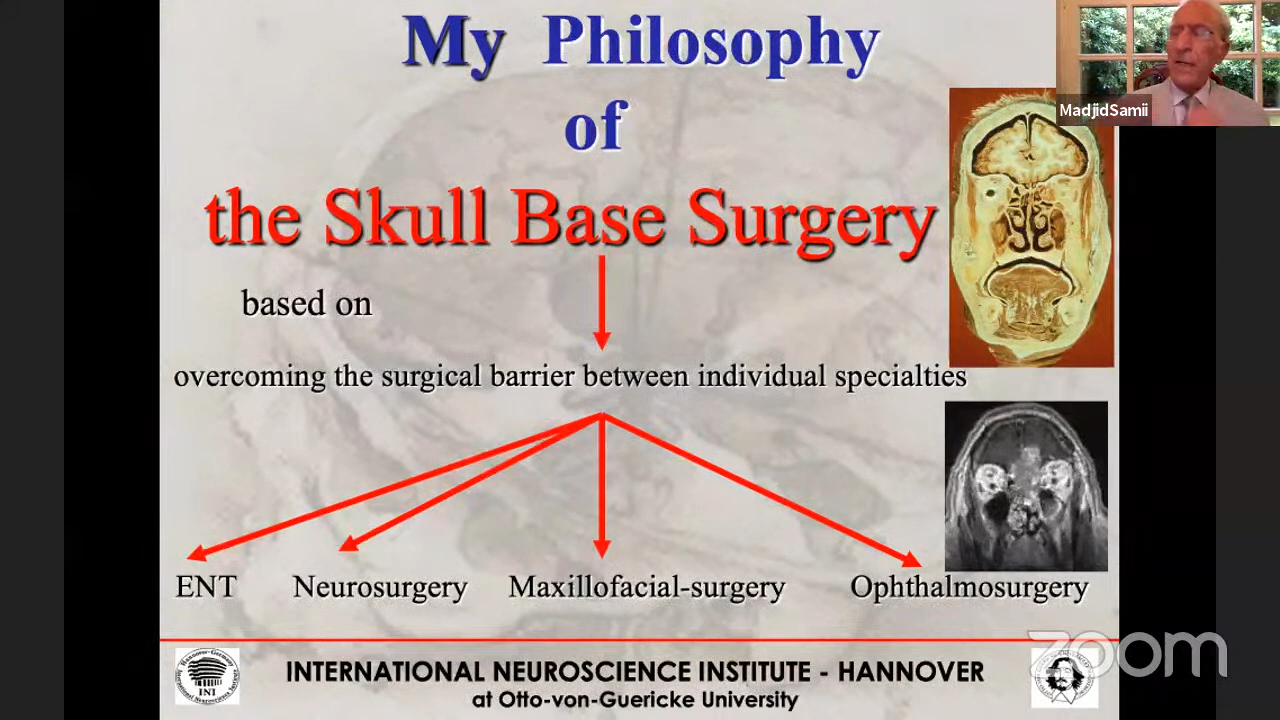 My Philosophy
of
the Skull Base Surgery
MadjidSamii
based on
overcoming the surgical barrier between individual specialties
ENT
Neurosurgery
Maxillofacial-surgery
Ophthalmosurgery
INTERNATIONAL NEUROSCIENCE INSTITUTE - HANNOVER
at Otto-von-Guericke University
INI
zoom